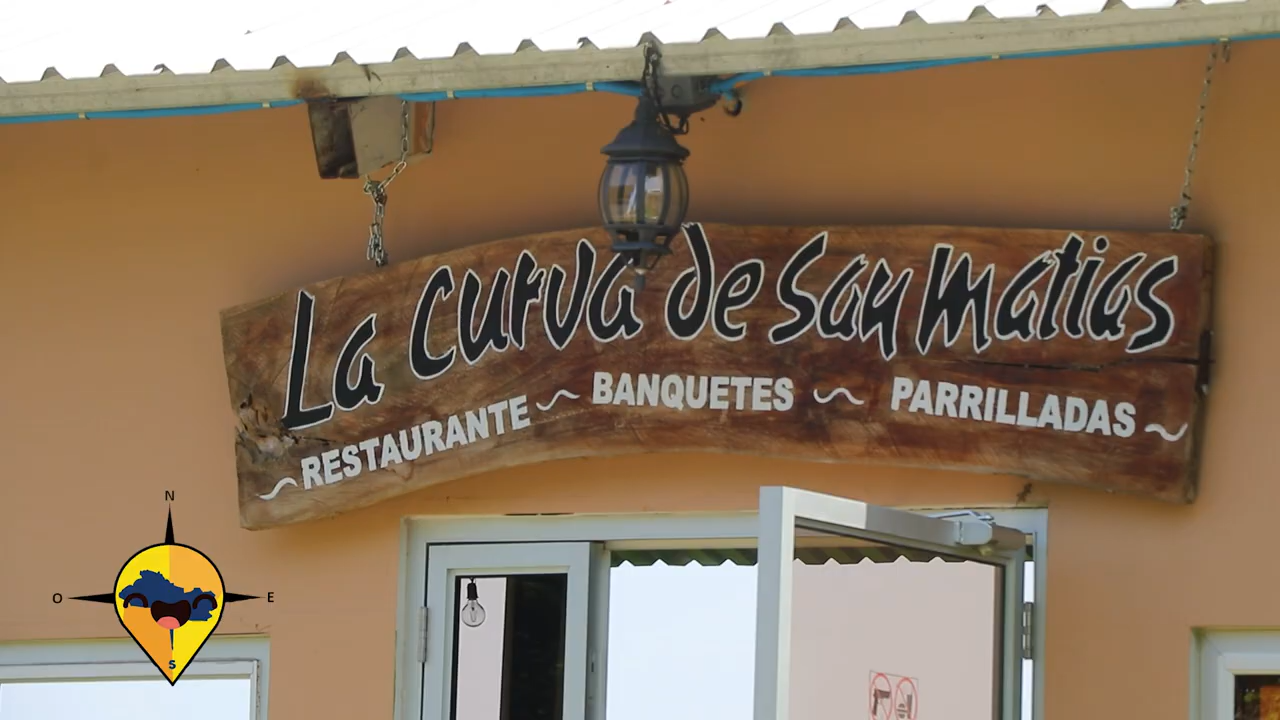 La curva de San Matias
~ RESTAURANTE ~ BANQUETES ~ PARRILLADAS ~
N
O E
S